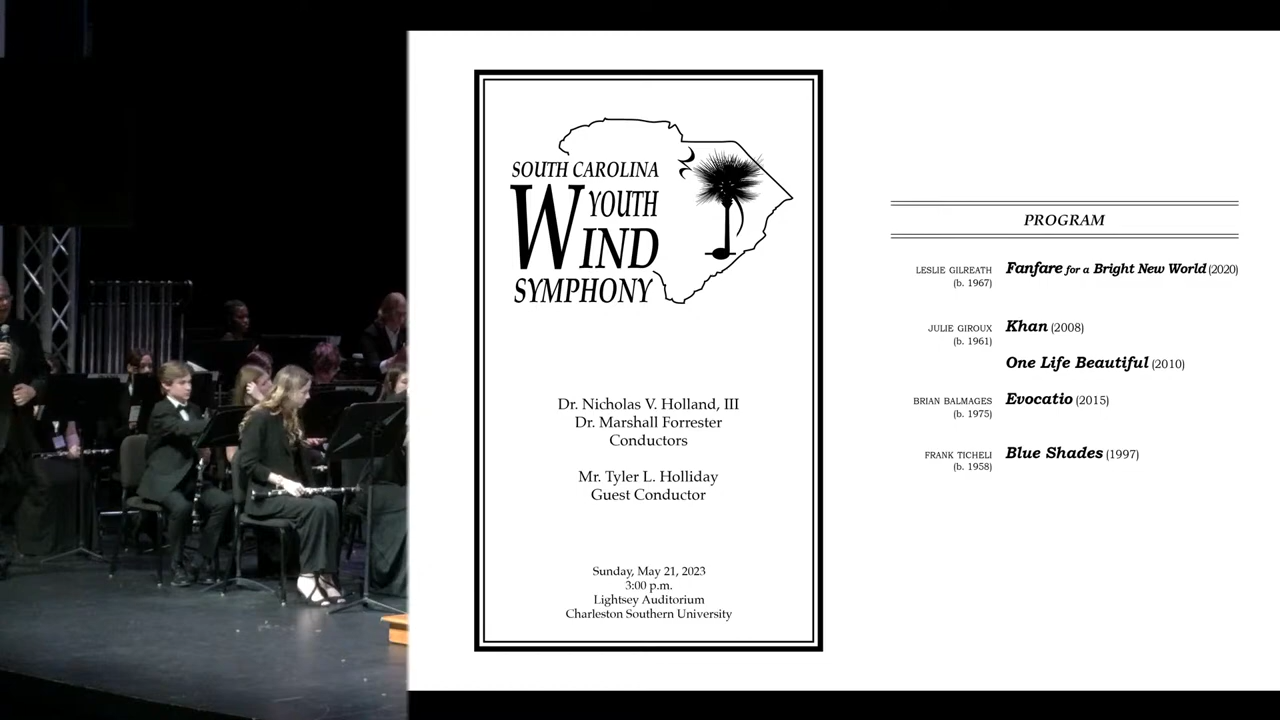 SOUTH CAROLINA
YOUTH
WIND
SYMPHONY
Dr. Nicholas V. Holland, III
Dr. Marshall Forrester
Conductors
Mr. Tyler L. Holliday
Guest Conductor
Sunday, May 21, 2023
3:00 p.m.
Lightsey Auditorium
Charleston Southern University
PROGRAM
LESLIE GILREATH Fanfare for a Bright New World (2020)
(b. 1967)
JULIE GIROUX Khan (2008)
(b. 1961)
One Life Beautiful (2010)
BRIAN BALMAGES Evocatio (2015)
(b. 1975)
FRANK TICHELI Blue Shades (1997)
(b. 1958)